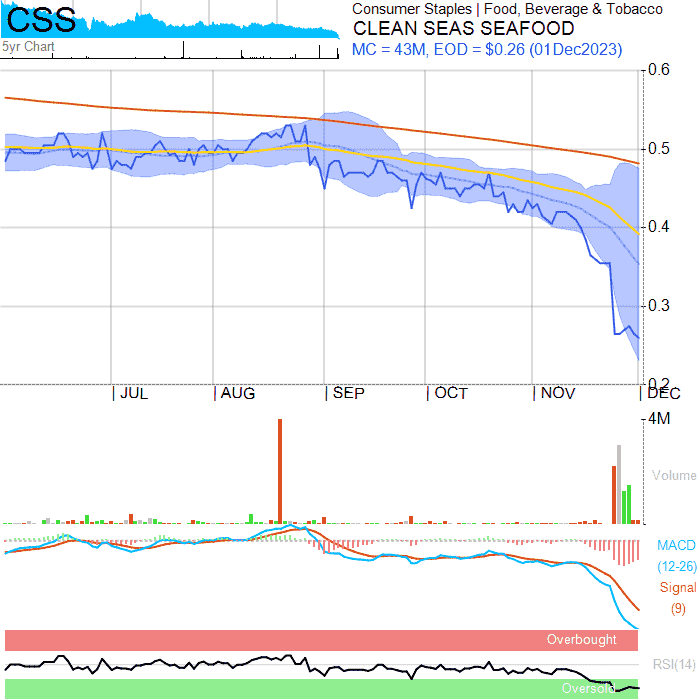 CSS
Consumer Staples | Food, Beverage & Tobacco
CLEAN SEAS SEAFOOD
5yr Chart
MC = 43M, EOD = $0.26 (01Dec2023)
0.6
0.5
0.4
0.3
0.2
JUL AUG SEP OCT NOV DEC
4M
Volume
MACD
(12-26)
Signal
(9)
Overbought
RSI(14)
Oversold